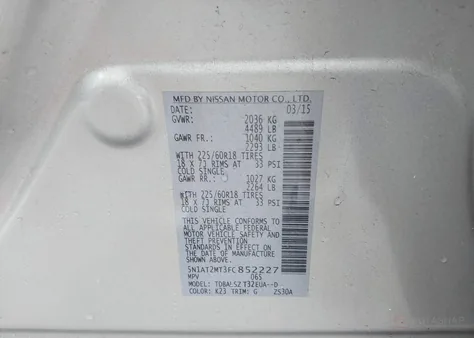 MFD BY NISSAN MOTOR CO., LTD.
DATE: 03/15
GVWR: 2036 KG
4489 LB
GAWR FR.: 1040 KG
2293 LB
WITH 225/60R18 TIRES
18 X 7J RIMS AT 33 PSI
COLD SINGLE
GAWR RR.: 1027 KG
2264 LB
WITH 225/60R18 TIRES
18 X 7J RIMS AT 33 PSI
COLD SINGLE
THIS VEHICLE CONFORMS TO
ALL APPLICABLE FEDERAL
MOTOR VEHICLE SAFETY AND
THEFT PREVENTION
STANDARDS IN EFFECT ON
THE DATE OF MANUFACTURE
SHOWN ABOVE.
5N1AT2MT3FC852227
MPV 065
MODEL: T32EUA--D
COLOR: K23 TRIM: G 2S30A